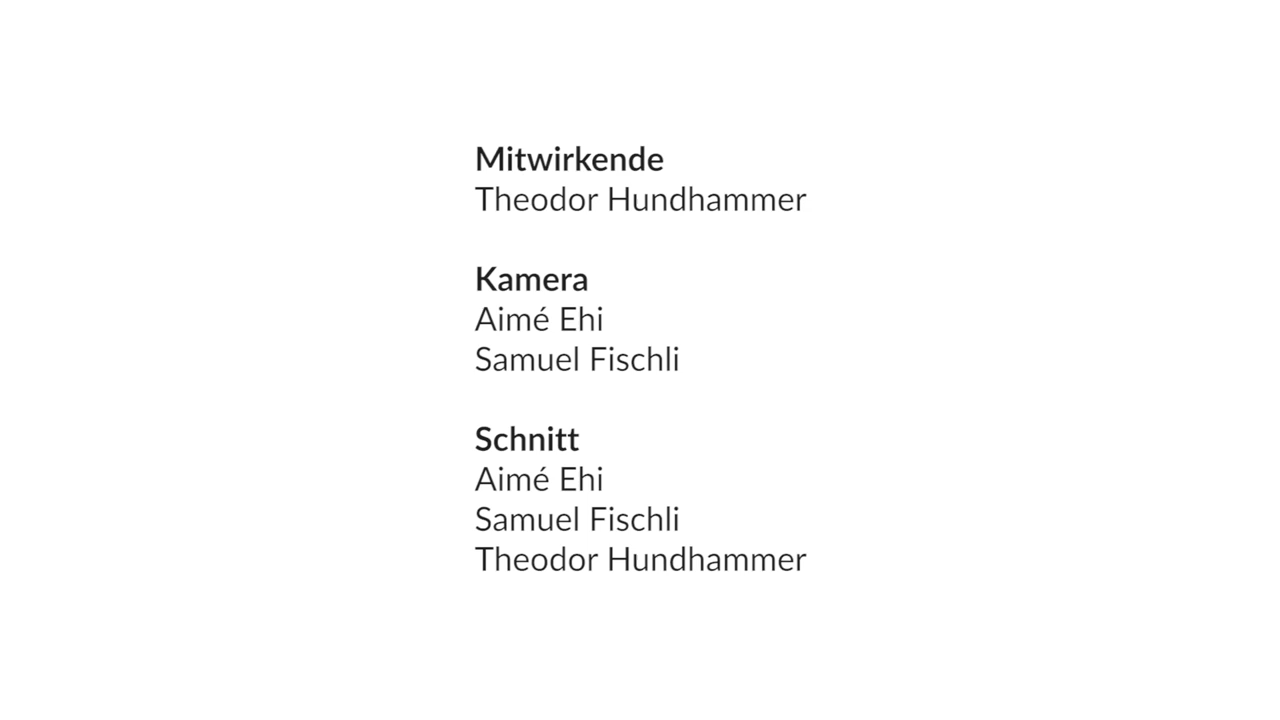 Mitwirkende
Theodor Hundhammer
Kamera
Aimé Ehi
Samuel Fischli
Schnitt
Aimé Ehi
Samuel Fischli
Theodor Hundhammer